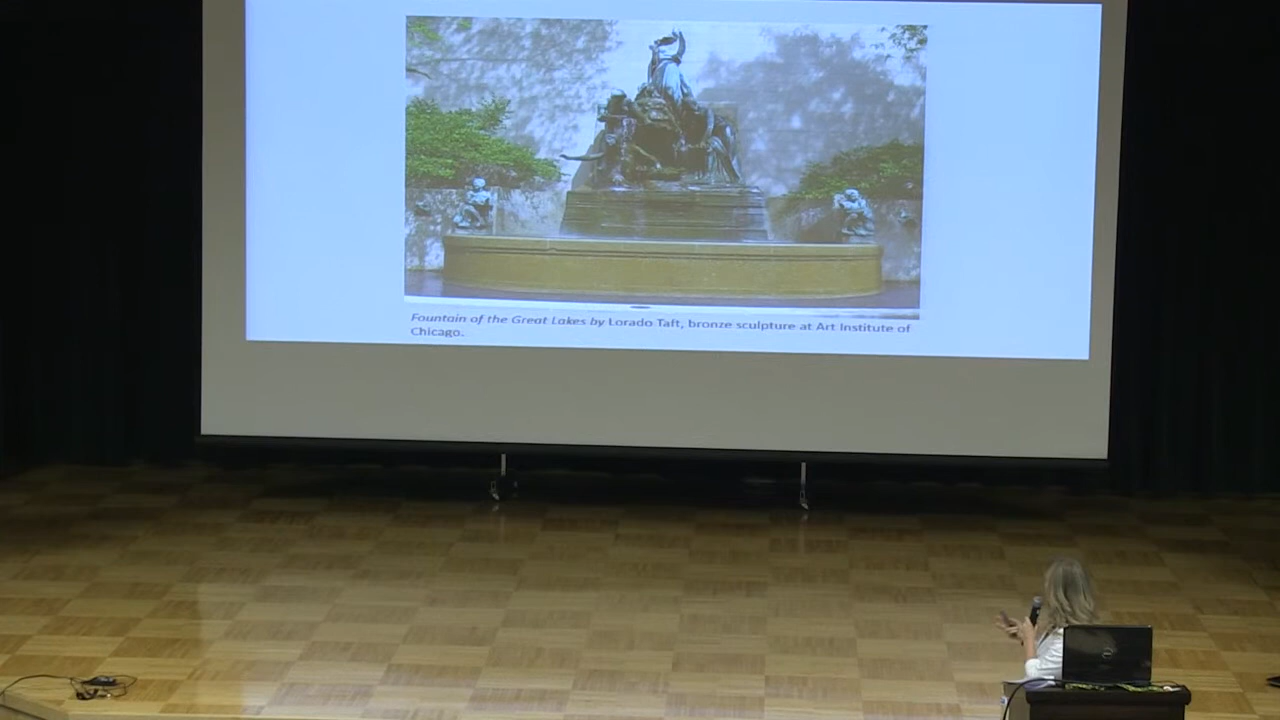 Fountain of the Great Lakes by Lorado Taft, bronze sculpture at Art Institute of
Chicago.